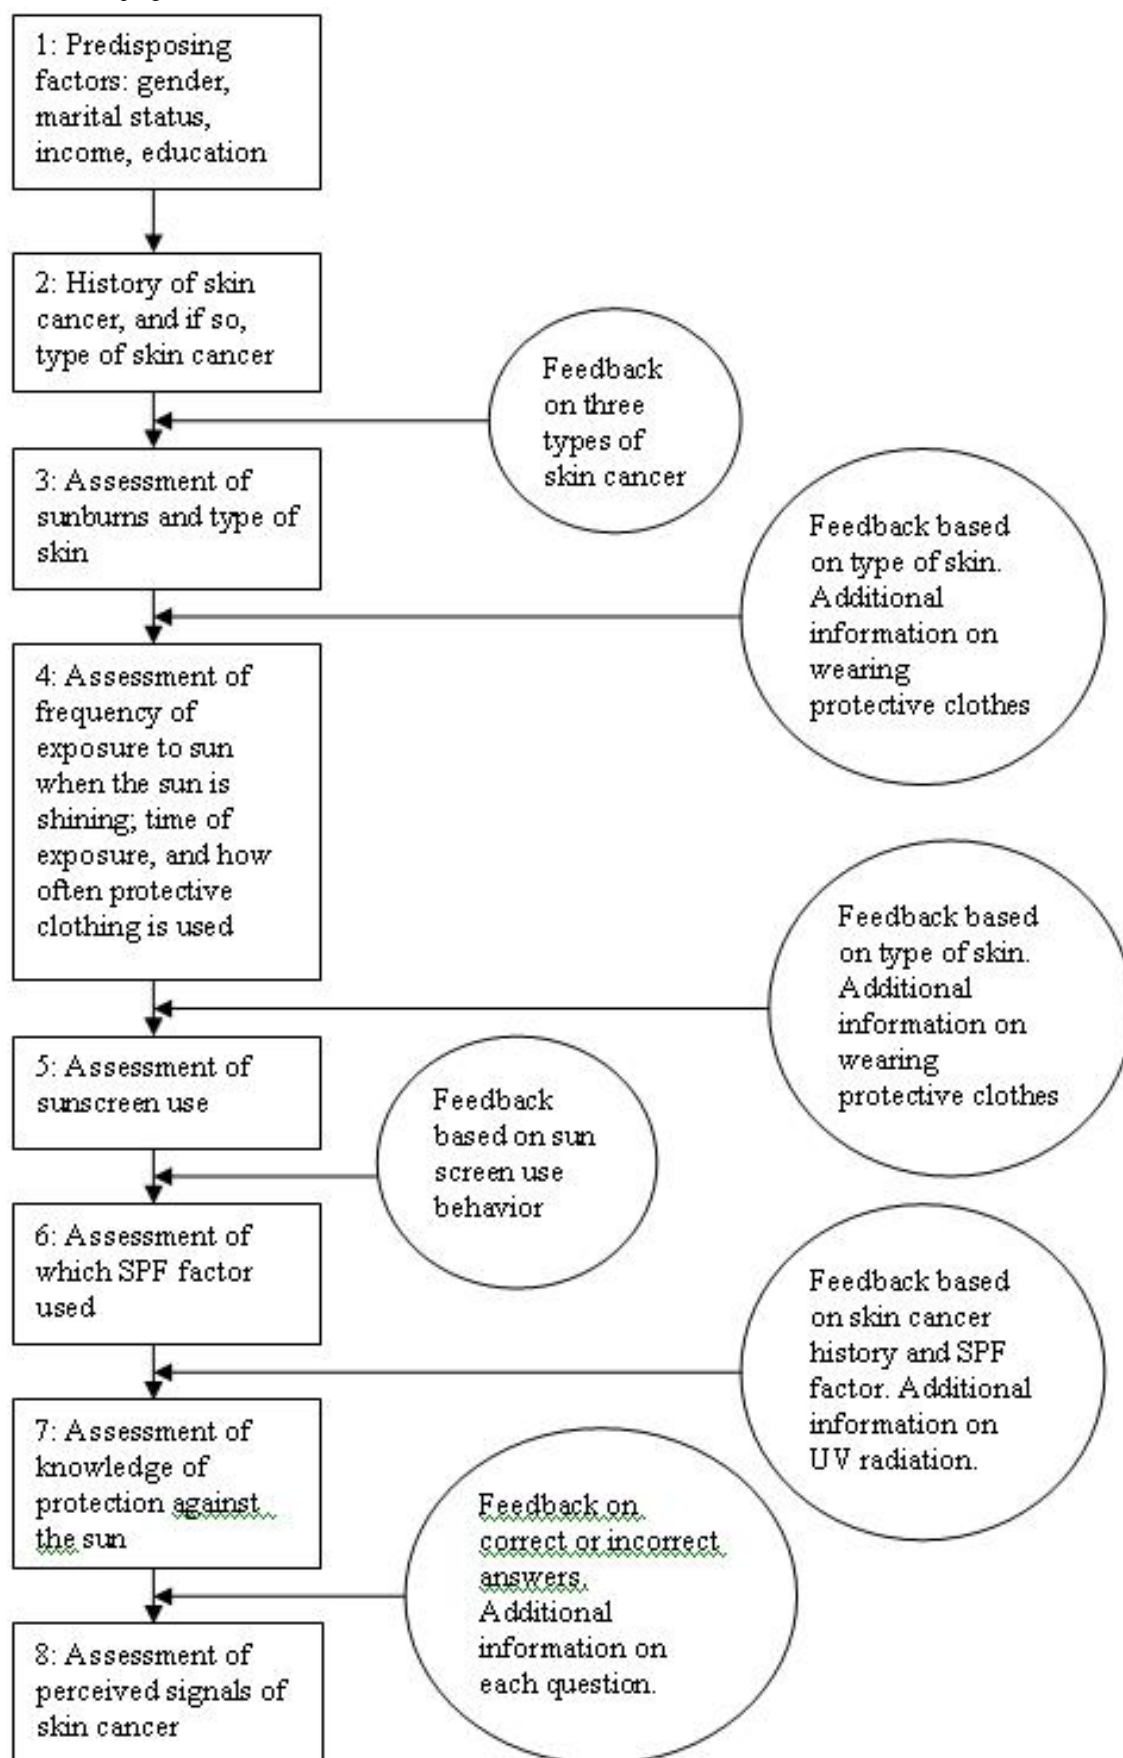 1: Predisposing
factors: gender,
marital status,
income, education
2: History of skin
cancer, and if so,
type of skin cancer
Feedback
on three
types of
skin cancer
3: Assessment of
sunburns and type of
skin
Feedback based
on type of skin.
Additional
information on
wearing
protective clothes
4: Assessment of
frequency of
exposure to sun
when the sun is
shining; time of
exposure, and how
often protective
clothing is used
Feedback based
on type of skin.
Additional
information on
wearing
protective clothes
5: Assessment of
sunscreen use
Feedback
based on sun
screen use
behavior
6: Assessment of
which SPF factor
used
Feedback based
on skin cancer
history and SPF
factor. Additional
information on
UV radiation.
7: Assessment of
knowledge of
protection against
the sun
Feedback on
correct or incorrect
answers.
Additional
information on
each question.
8: Assessment of
perceived signals of
skin cancer